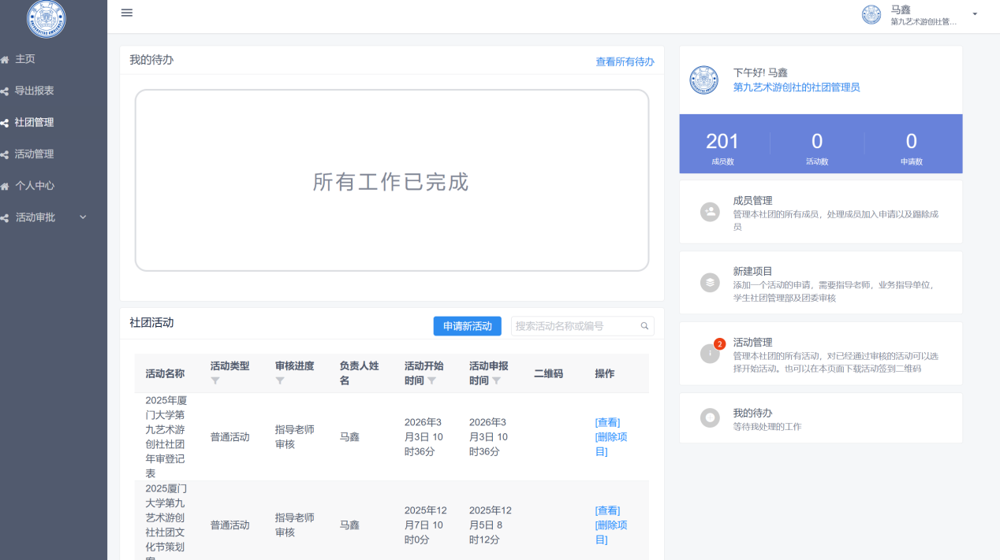 主页
导出报表
社团管理
活动管理
个人中心
活动审批
马鑫
第九艺术游创社管...
我的待办
查看所有待办
所有工作已完成
社团活动
申请新活动
搜索活动名称或编号
活动名称
活动类型
审核进度
负责人姓
名
活动开始
时间
活动申报
时间
二维码
操作
2025年厦
门大学第
九艺术游
创社社团
年审登记
表
普通活动
指导老师
审核
马鑫
2026年3
月3日 10
时36分
2026年3
月3日 10
时36分
[查看]
[删除项
目]
2025厦门
大学第九
艺术游创
社社团文
化节策划
普通活动
指导老师
审核
马鑫
2025年12
月7日 10
时0分
2025年12
月5日 8
时12分
[查看]
[删除项
目]
下午好! 马鑫
第九艺术游创社的社团管理员
201
成员数
0
活动数
0
申请数
成员管理
管理本社团的所有成员，处理成员加入申请以及踢除成
员
新建项目
添加一个活动的申请，需要指导老师，业务指导单位，
学生社团管理部及团委审核
2
活动管理
管理本社团的所有活动，对已经通过审核的活动可以选
择开始活动。也可以在本页面下载活动签到二维码
我的待办
等待我处理的工作